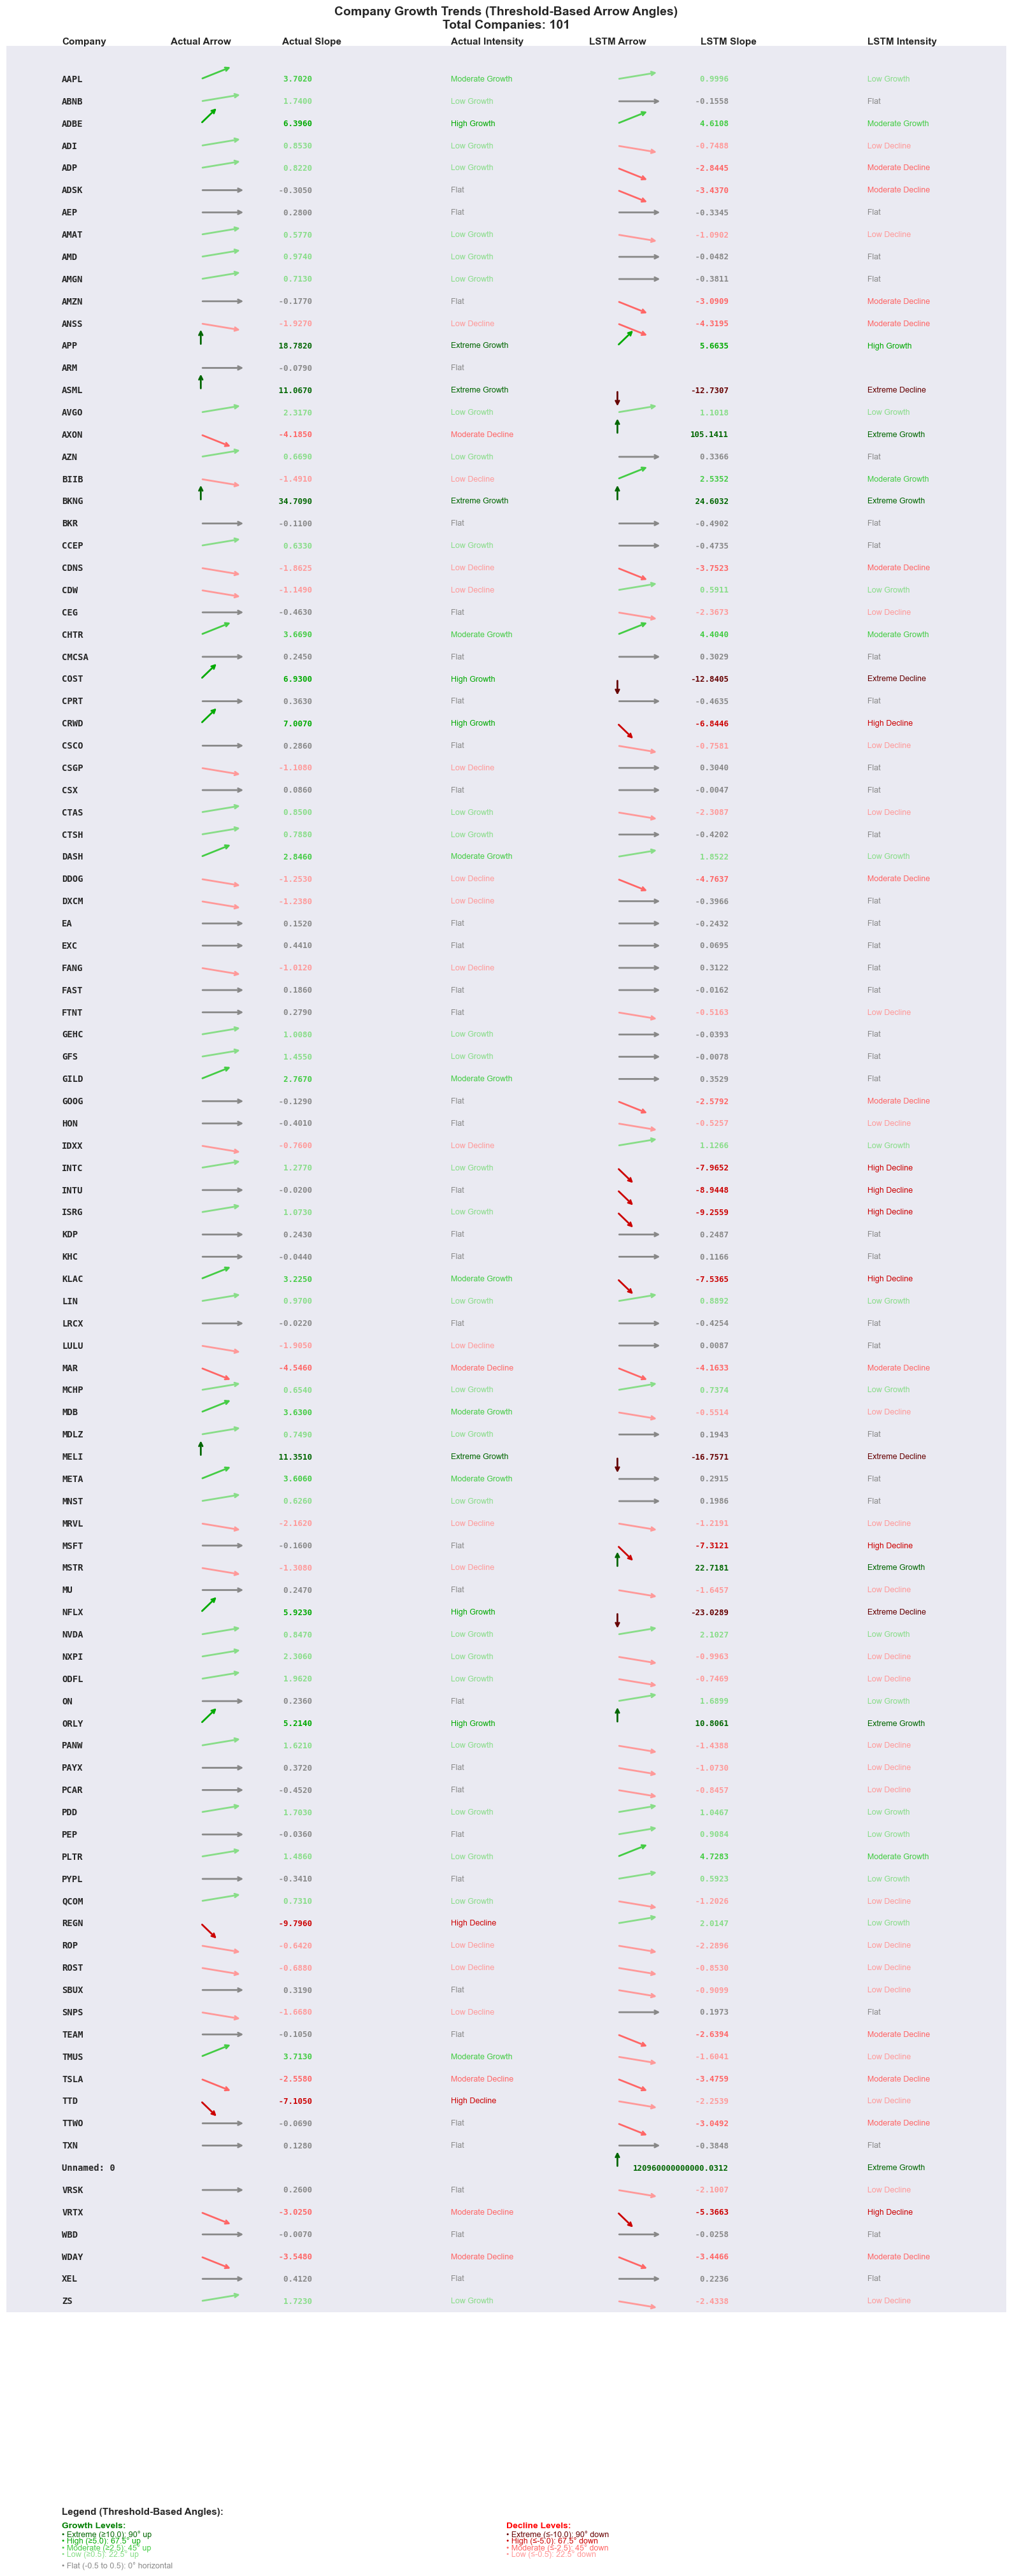 Company Growth Trends (Threshold-Based Arrow Angles)
Total Companies: 101
Company Actual Arrow Actual Slope Actual Intensity LSTM Arrow LSTM Slope LSTM Intensity
AAPL 3.7020 Moderate Growth 0.9996 Low Growth
ABNB 1.7400 Low Growth -0.1558 Flat
ADBE 6.3960 High Growth 4.6108 Moderate Growth
ADI 0.8530 Low Growth -0.7488 Low Decline
ADP 0.8220 Low Growth -2.8445 Moderate Decline
ADSK -0.3050 Flat -3.4370 Moderate Decline
AEP 0.2800 Flat -0.3345 Flat
AMAT 0.5770 Low Growth -1.0902 Low Decline
AMD 0.9740 Low Growth -0.0482 Flat
AMGN 0.7130 Low Growth -0.3811 Flat
AMZN -0.1770 Flat -3.0909 Moderate Decline
ANSS -1.9270 Low Decline -4.3195 Moderate Decline
APP 18.7820 Extreme Growth 5.6635 High Growth
ARM -0.0790 Flat
ASML 11.0670 Extreme Growth -12.7307 Extreme Decline
AVGO 2.3170 Low Growth 1.1018 Low Growth
AXON -4.1850 Moderate Decline 105.1411 Extreme Growth
AZN 0.6690 Low Growth 0.3366 Flat
BIIB -1.4910 Low Decline 2.5352 Moderate Growth
BKNG 34.7090 Extreme Growth 24.6032 Extreme Growth
BKR -0.1100 Flat -0.4902 Flat
CCEP 0.6330 Low Growth -0.4735 Flat
CDNS -1.8625 Low Decline -3.7523 Moderate Decline
CDW -1.1490 Low Decline 0.5911 Low Growth
CEG -0.4630 Flat -2.3673 Low Decline
CHTR 3.6690 Moderate Growth 4.4040 Moderate Growth
CMCSA 0.2450 Flat 0.3029 Flat
COST 6.9300 High Growth -12.8405 Extreme Decline
CPRT 0.3630 Flat -0.4635 Flat
CRWD 7.0070 High Growth -6.8446 High Decline
CSCO 0.2860 Flat -0.7581 Low Decline
CSGP -1.1080 Low Decline 0.3040 Flat
CSX 0.0860 Flat -0.0047 Flat
CTAS 0.8500 Low Growth -2.3087 Low Decline
CTSH 0.7880 Low Growth -0.4202 Flat
DASH 2.8460 Moderate Growth 1.8522 Low Growth
DDOG -1.2530 Low Decline -4.7637 Moderate Decline
DXCM -1.2380 Low Decline -0.3966 Flat
EA 0.1520 Flat -0.2432 Flat
EXC 0.4410 Flat 0.0695 Flat
FANG -1.0120 Low Decline 0.3122 Flat
FAST 0.1860 Flat -0.0162 Flat
FTNT 0.2790 Flat -0.5163 Low Decline
GEHC 1.0080 Low Growth -0.0393 Flat
GFS 1.4550 Low Growth -0.0078 Flat
GILD 2.7670 Moderate Growth 0.3529 Flat
GOOG -0.1290 Flat -2.5792 Moderate Decline
HON -0.4010 Flat -0.5257 Low Decline
IDXX -0.7600 Low Decline 1.1266 Low Growth
INTC 1.2770 Low Growth -7.9652 High Decline
INTU -0.0200 Flat -8.9448 High Decline
ISRG 1.0730 Low Growth -9.2559 High Decline
KDP 0.2430 Flat 0.2487 Flat
KHC -0.0440 Flat 0.1166 Flat
KLAC 3.2250 Moderate Growth -7.5365 High Decline
LIN 0.9700 Low Growth 0.8892 Low Growth
LRCX -0.0220 Flat -0.4254 Flat
LULU -1.9050 Low Decline 0.0087 Flat
MAR -4.5460 Moderate Decline -4.1633 Moderate Decline
MCHP 0.6540 Low Growth 0.7374 Low Growth
MDB 3.6300 Moderate Growth -0.5514 Low Decline
MDLZ 0.7490 Low Growth 0.1943 Flat
MELI 11.3510 Extreme Growth -16.7571 Extreme Decline
META 3.6060 Moderate Growth 0.2915 Flat
MNST 0.6260 Low Growth 0.1986 Flat
MRVL -2.1620 Low Decline -1.2191 Low Decline
MSFT -0.1600 Flat -7.3121 High Decline
MSTR -1.3080 Low Decline 22.7181 Extreme Growth
MU 0.2470 Flat -1.6457 Low Decline
NFLX 5.9230 High Growth -23.0289 Extreme Decline
NVDA 0.8470 Low Growth 2.1027 Low Growth
NXPI 2.3060 Low Growth -0.9963 Low Decline
ODFL 1.9620 Low Growth -0.7469 Low Decline
ON 0.2360 Flat 1.6899 Low Growth
ORLY 5.2140 High Growth 10.8061 Extreme Growth
PANW 1.6210 Low Growth -1.4388 Low Decline
PAYX 0.3720 Flat -1.0730 Low Decline
PCAR -0.4520 Flat -0.8457 Low Decline
PDD 1.7030 Low Growth 1.0467 Low Growth
PEP -0.0360 Flat 0.9084 Low Growth
PLTR 1.4860 Low Growth 4.7283 Moderate Growth
PYPL -0.3410 Flat 0.5923 Low Growth
QCOM 0.7310 Low Growth -1.2026 Low Decline
REGN -9.7960 High Decline 2.0147 Low Growth
ROP -0.6420 Low Decline -2.2896 Low Decline
ROST -0.6880 Low Decline -0.8530 Low Decline
SBUX 0.3190 Flat -0.9099 Low Decline
SNPS -1.6680 Low Decline 0.1973 Flat
TEAM -0.1050 Flat -2.6394 Moderate Decline
TMUS 3.7130 Moderate Growth -1.6041 Low Decline
TSLA -2.5580 Moderate Decline -3.4759 Moderate Decline
TTD -7.1050 High Decline -2.2539 Low Decline
TTWO -0.0690 Flat -3.0492 Moderate Decline
TXN 0.1280 Flat -0.3848 Flat
Unnamed: 0 120960000000000.0312 Extreme Growth
VRSK 0.2600 Flat -2.1007 Low Decline
VRTX -3.0250 Moderate Decline -5.3663 High Decline
WBD -0.0070 Flat -0.0258 Flat
WDAY -3.5480 Moderate Decline -3.4466 Moderate Decline
XEL 0.4120 Flat 0.2236 Flat
ZS 1.7230 Low Growth -2.4338 Low Decline
Legend (Threshold-Based Angles):
Growth Levels: Decline Levels:
• Extreme (≥10.0): 90° up • Extreme (≤-10.0): 90° down
• High (≥5.0): 67.5° up • High (≤-5.0): 67.5° down
• Moderate (≥2.5): 45° up • Moderate (≤-2.5): 45° down
• Low (≥0.5): 22.5° up • Low (≤-0.5): 22.5° down
• Flat (-0.5 to 0.5): 0° horizontal